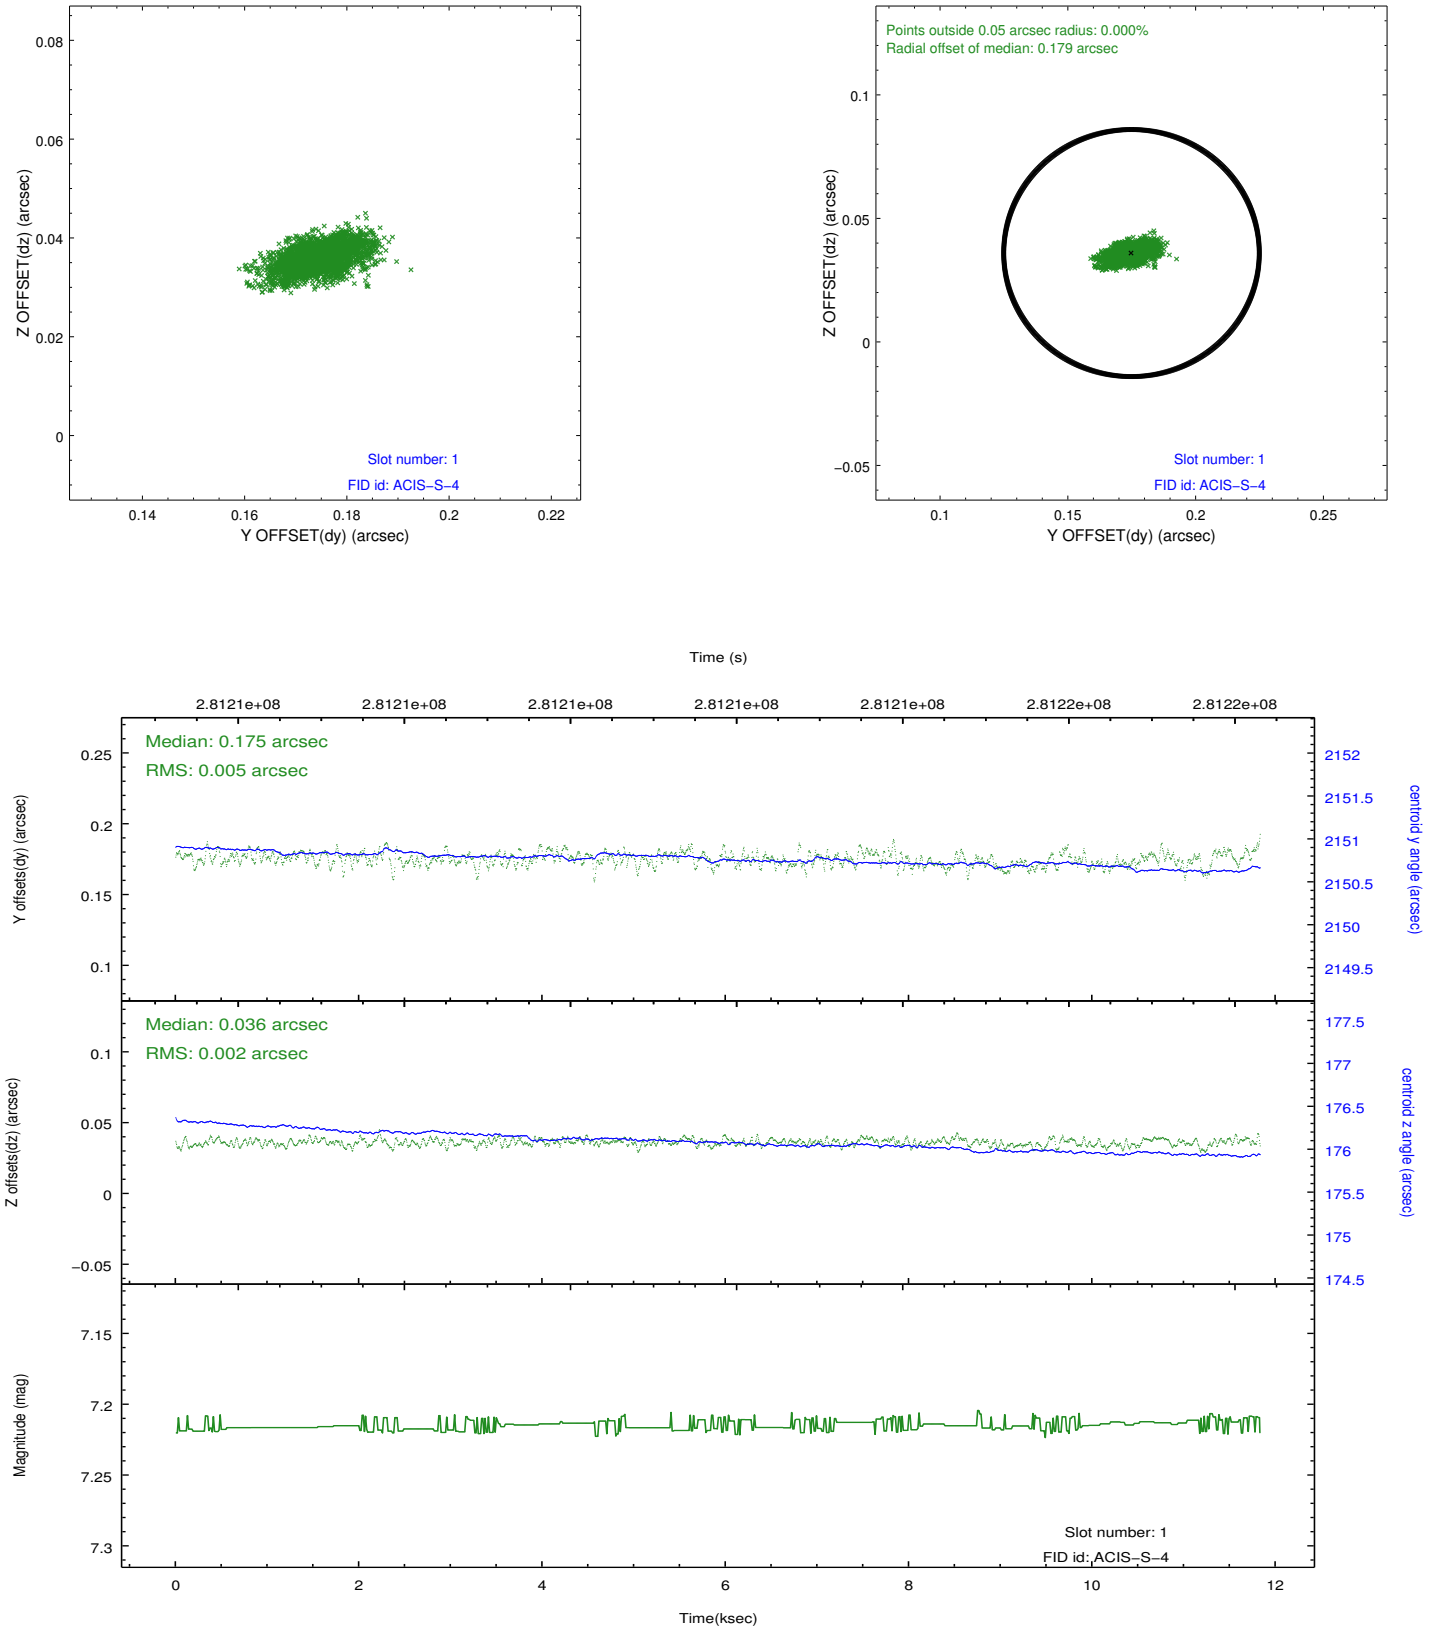 0.08
0.06
0.04
0.02
0
Z OFFSET(dz) (arcsec)
Slot number: 1
FID id: ACIS−S−4
0.14 0.16 0.18 0.2 0.22
Y OFFSET(dy) (arcsec)
Points outside 0.05 arcsec radius: 0.000%
Radial offset of median: 0.179 arcsec
0.1
0.05
0
−0.05
Z OFFSET(dz) (arcsec)
Slot number: 1
FID id: ACIS−S−4
0.1 0.15 0.2 0.25
Y OFFSET(dy) (arcsec)
Time (s)
2.8121e+08 2.8121e+08 2.8121e+08 2.8121e+08 2.8121e+08 2.8122e+08 2.8122e+08
Median: 0.175 arcsec
RMS: 0.005 arcsec
0.25
0.2
0.15
0.1
Y offsets(dy) (arcsec)
2152
2151.5
2151
2150.5
2150
2149.5
centroid y angle (arcsec)
Median: 0.036 arcsec
RMS: 0.002 arcsec
0.1
0.05
0
−0.05
Z offsets(dz) (arcsec)
177.5
177
176.5
176
175.5
175
174.5
centroid z angle (arcsec)
7.15
7.2
7.25
7.3
Magnitude (mag)
Slot number: 1
FID id: ACIS−S−4
0 2 4 6 8 10 12
Time(ksec)